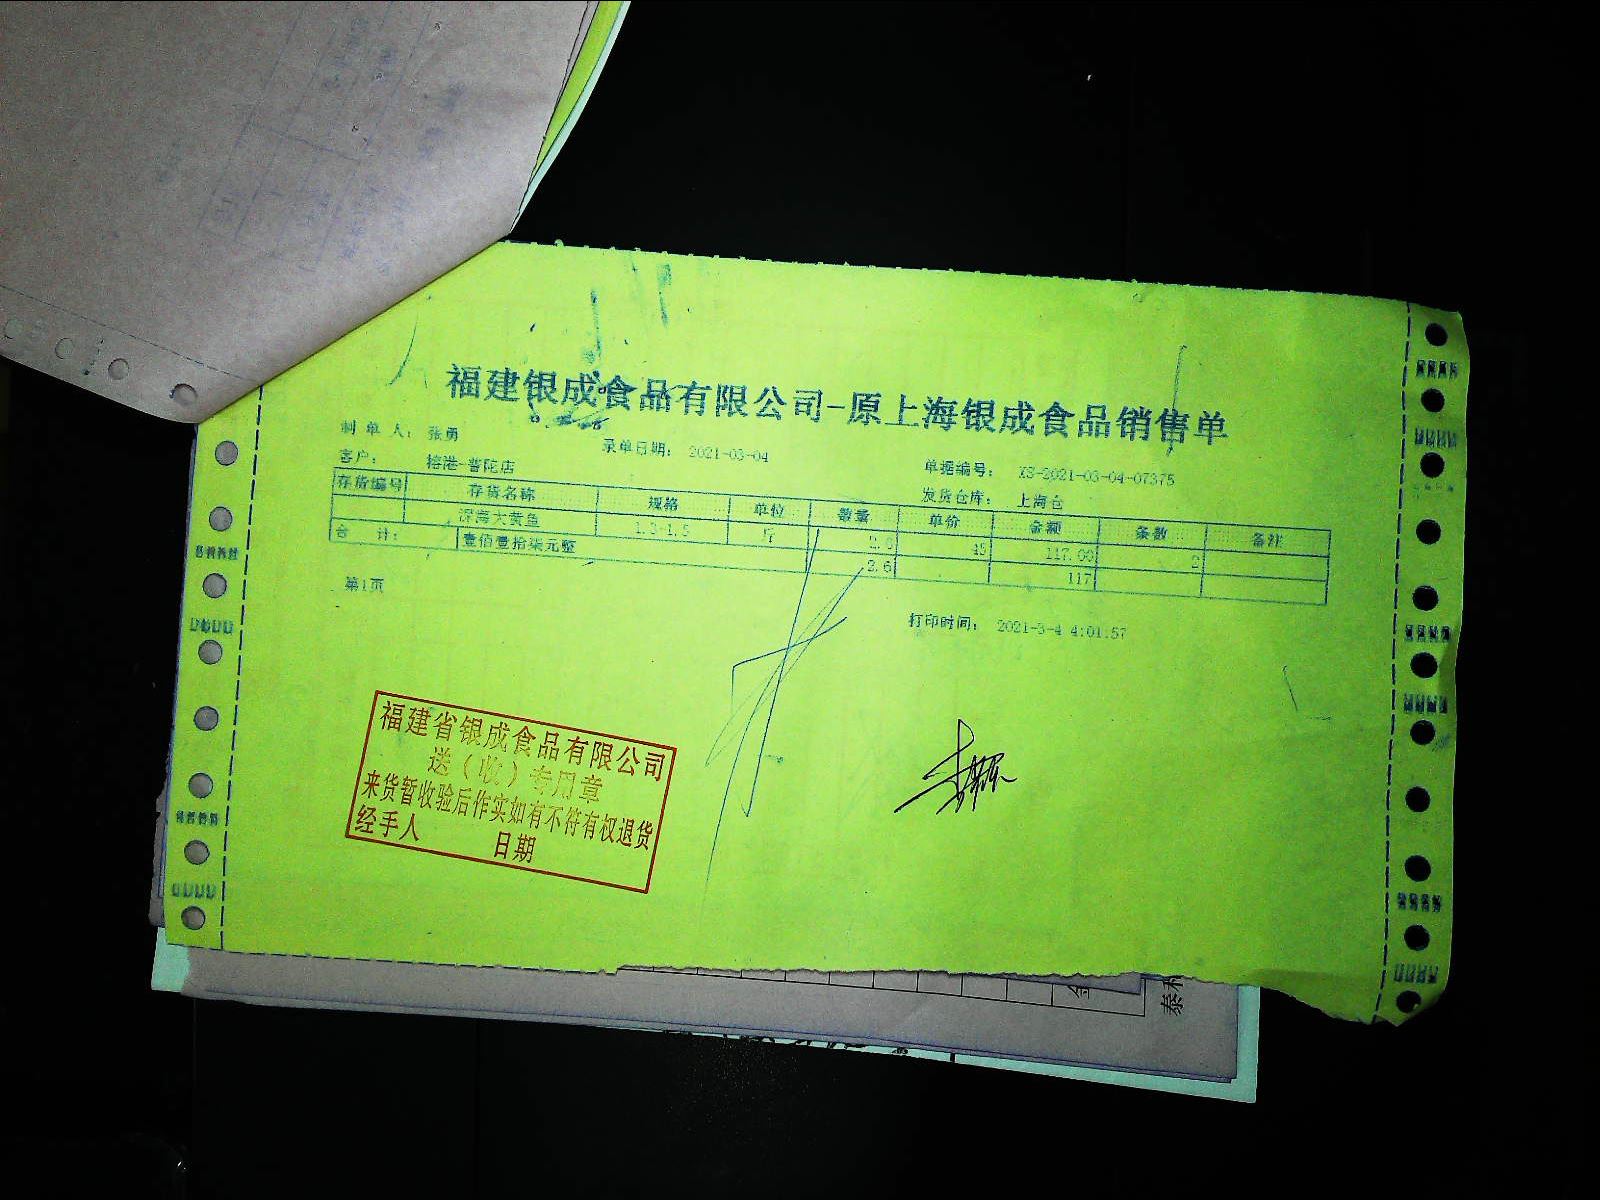 福建银成食品有限公司-原上海银成食品销售单
制 单 人: 张勇 录单日期: 2021-03-04 单据编号: XS-2021-03-04-07375
客户: 榕港-普陀店 发货仓库: 上海仓
存货编号 存货名称 规格 单位 数量 单价 金额 条数 备注
深海大黄鱼 1.3-1.5 斤 2.6 45 117.00 2
合 计: 壹佰壹拾柒元整 2.6 117
第1页 打印时间: 2021-3-4 4:01:57
福建省银成食品有限公司
送(收)专用章
来货暂收验后作实如有不符有权退货
经手人 日期